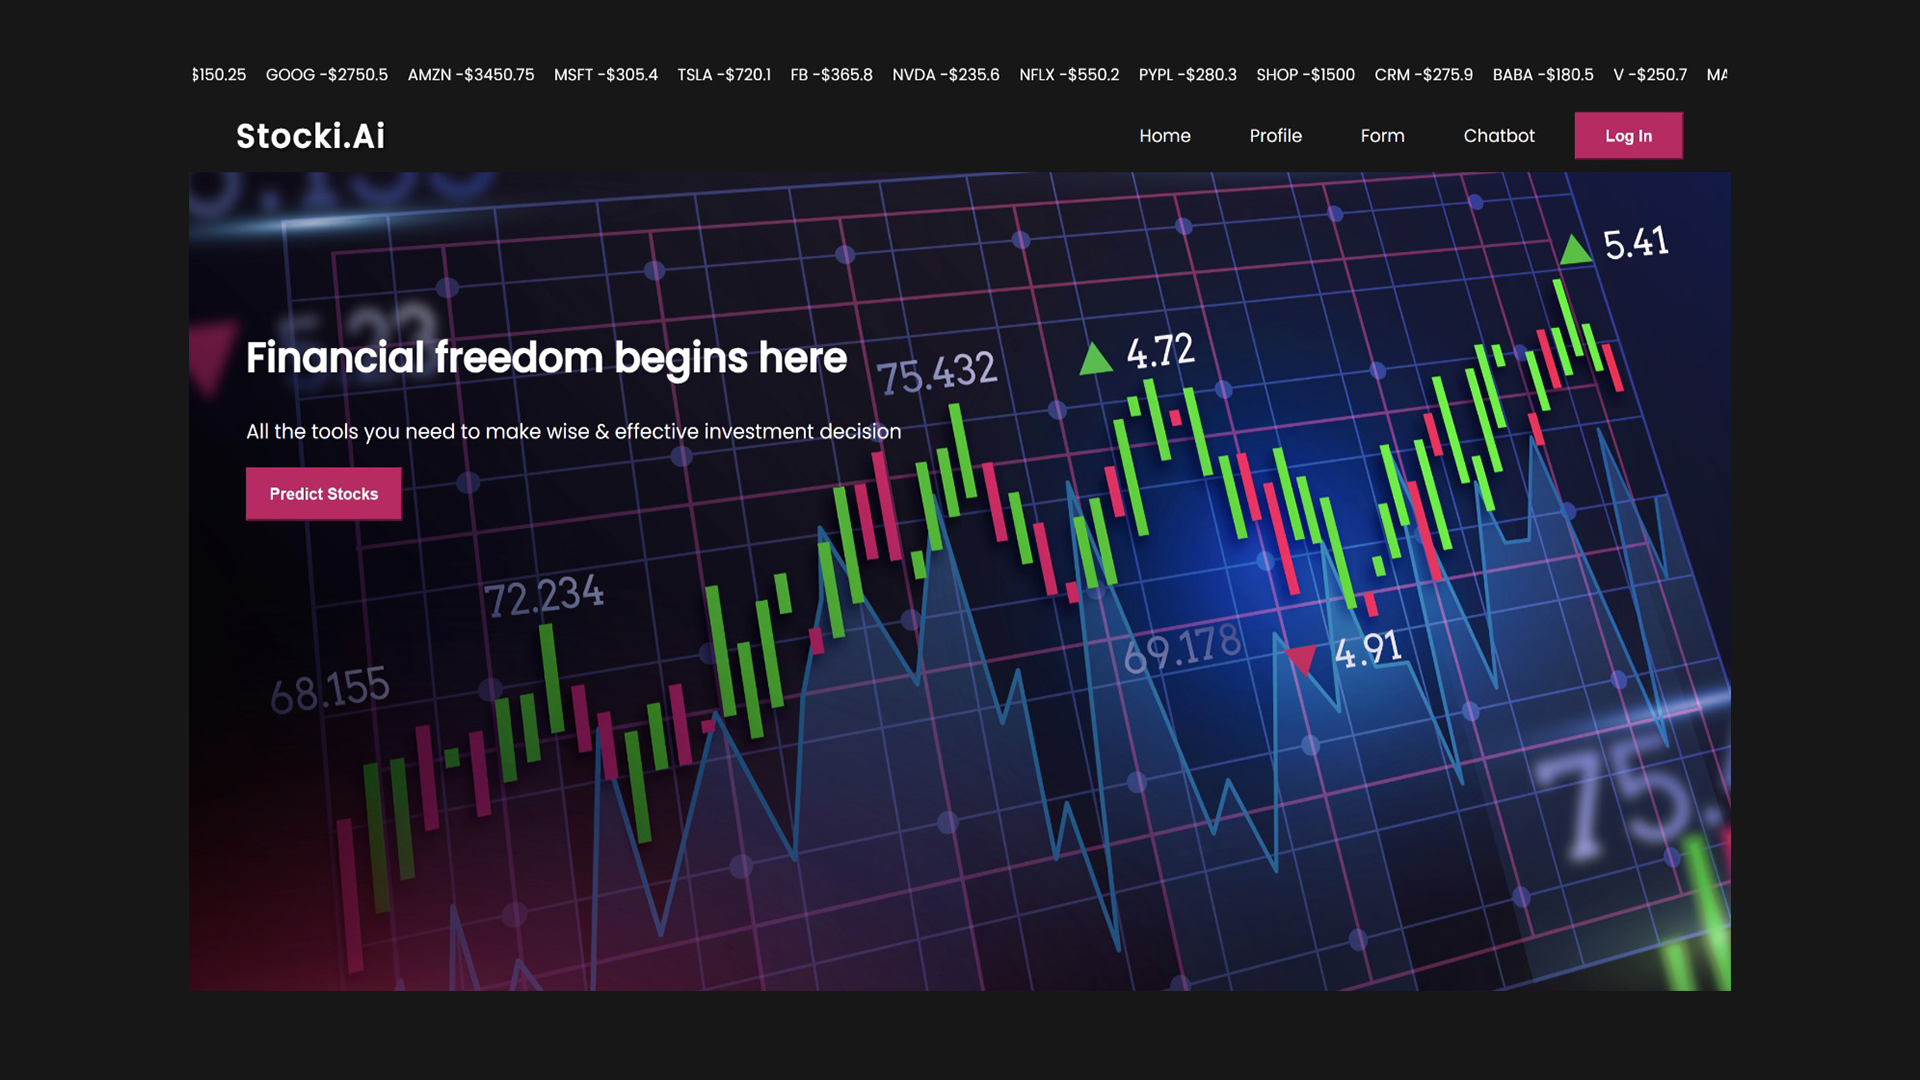 $150.25 GOOG -$2750.5 AMZN -$3450.75 MSFT -$305.4 TSLA -$720.1 FB -$365.8 NVDA -$235.6 NFLX -$550.2 PYPL -$280.3 SHOP -$1500 CRM -$275.9 BABA -$180.5 V -$250.7 MA
Stocki.Ai
Home Profile Form Chatbot Log In
5.41
5.23
Financial freedom begins here
75.432
4.72
All the tools you need to make wise & effective investment decision
Predict Stocks
72.234
69.178
4.91
68.155
75.